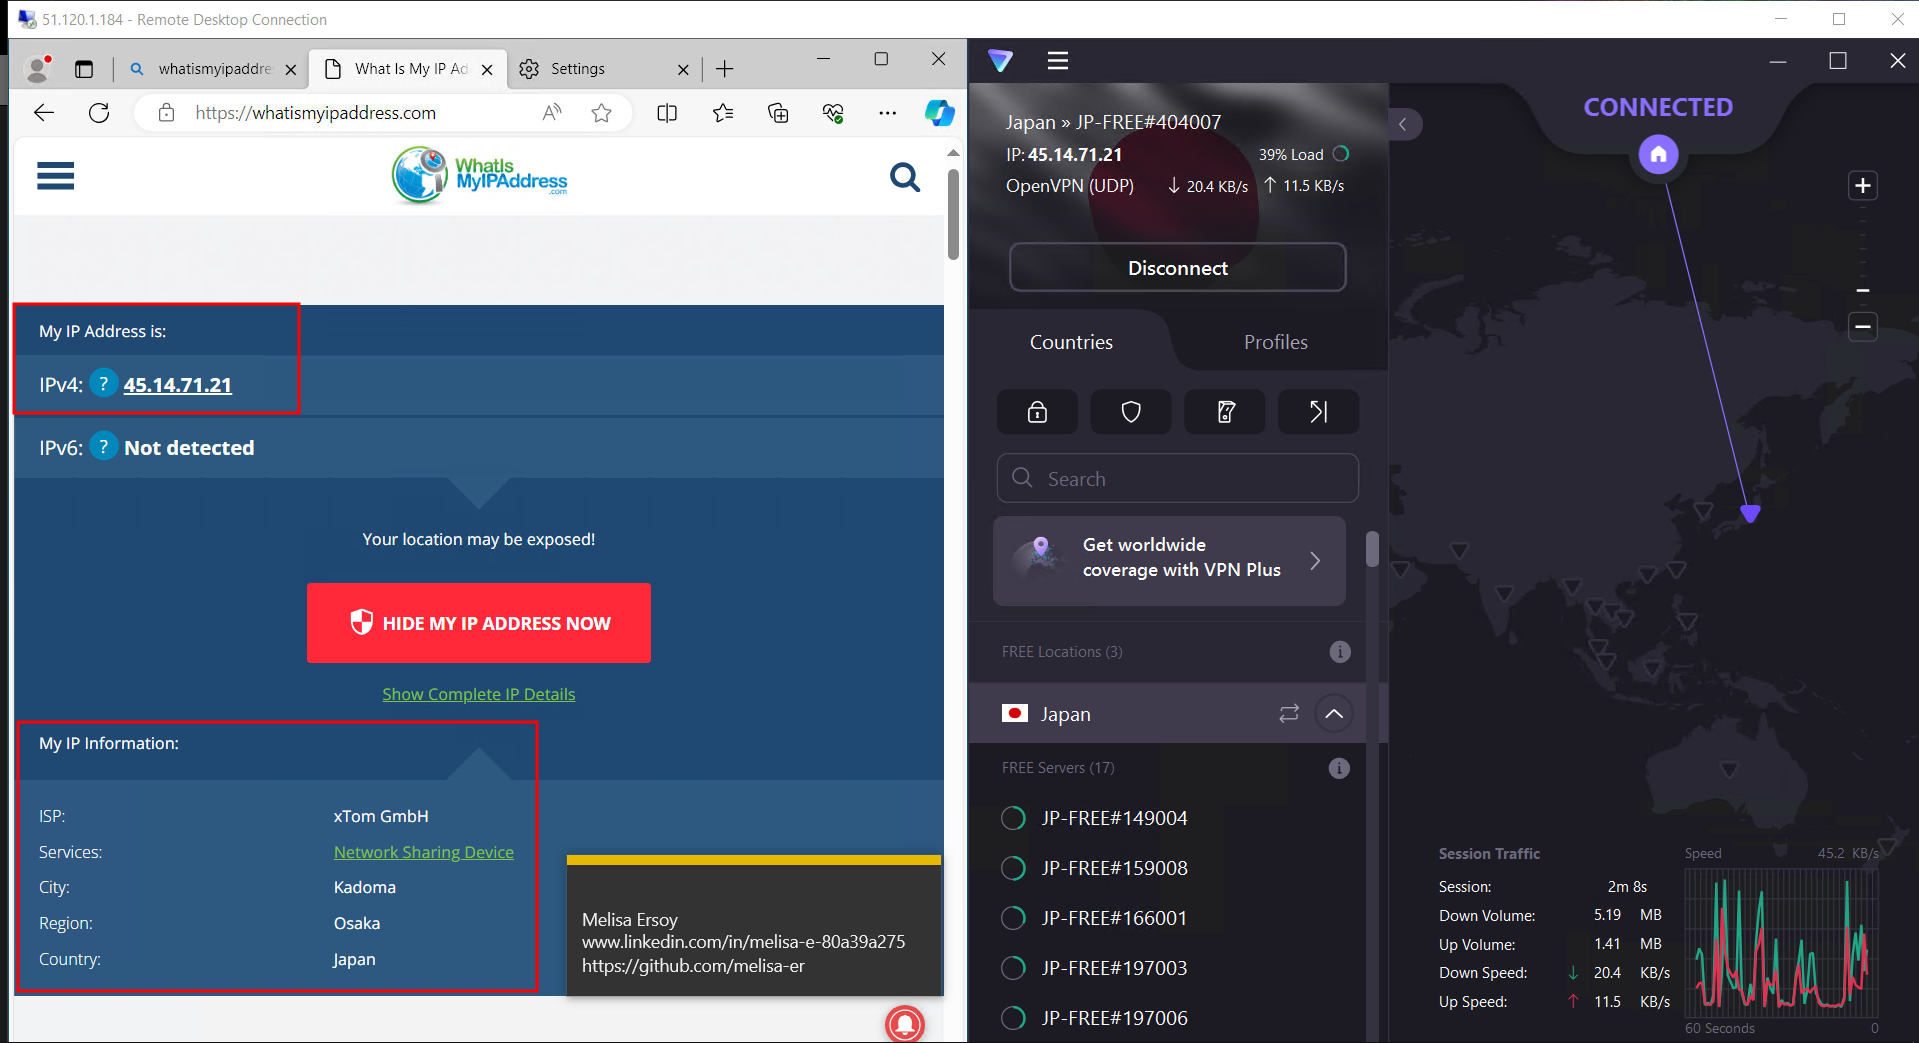 51.120.1.184 - Remote Desktop Connection
whatismyipaddre
What Is My IP Ad
Settings
https://whatismyipaddress.com
WhatIs
MyIPAddress
.com
My IP Address is:
IPv4: ? 45.14.71.21
IPv6: ? Not detected
Your location may be exposed!
HIDE MY IP ADDRESS NOW
Show Complete IP Details
My IP Information:
ISP: xTom GmbH
Services: Network Sharing Device
City: Kadoma
Region: Osaka
Country: Japan
Melisa Ersoy
www.linkedin.com/in/melisa-e-80a39a275
https://github.com/melisa-er
Japan » JP-FREE#404007
IP: 45.14.71.21 39% Load
OpenVPN (UDP) ↓ 20.4 KB/s ↑ 11.5 KB/s
Disconnect
Countries Profiles
Search
Get worldwide
coverage with VPN Plus
FREE Locations (3)
Japan
FREE Servers (17)
JP-FREE#149004
JP-FREE#159008
JP-FREE#166001
JP-FREE#197003
JP-FREE#197006
CONNECTED
Session Traffic
Session: 2m 8s
Down Volume: 5.19 MB
Up Volume: 1.41 MB
Down Speed: ↓ 20.4 KB/s
Up Speed: ↑ 11.5 KB/s
Speed 45.2 KB/s
60 Seconds 0